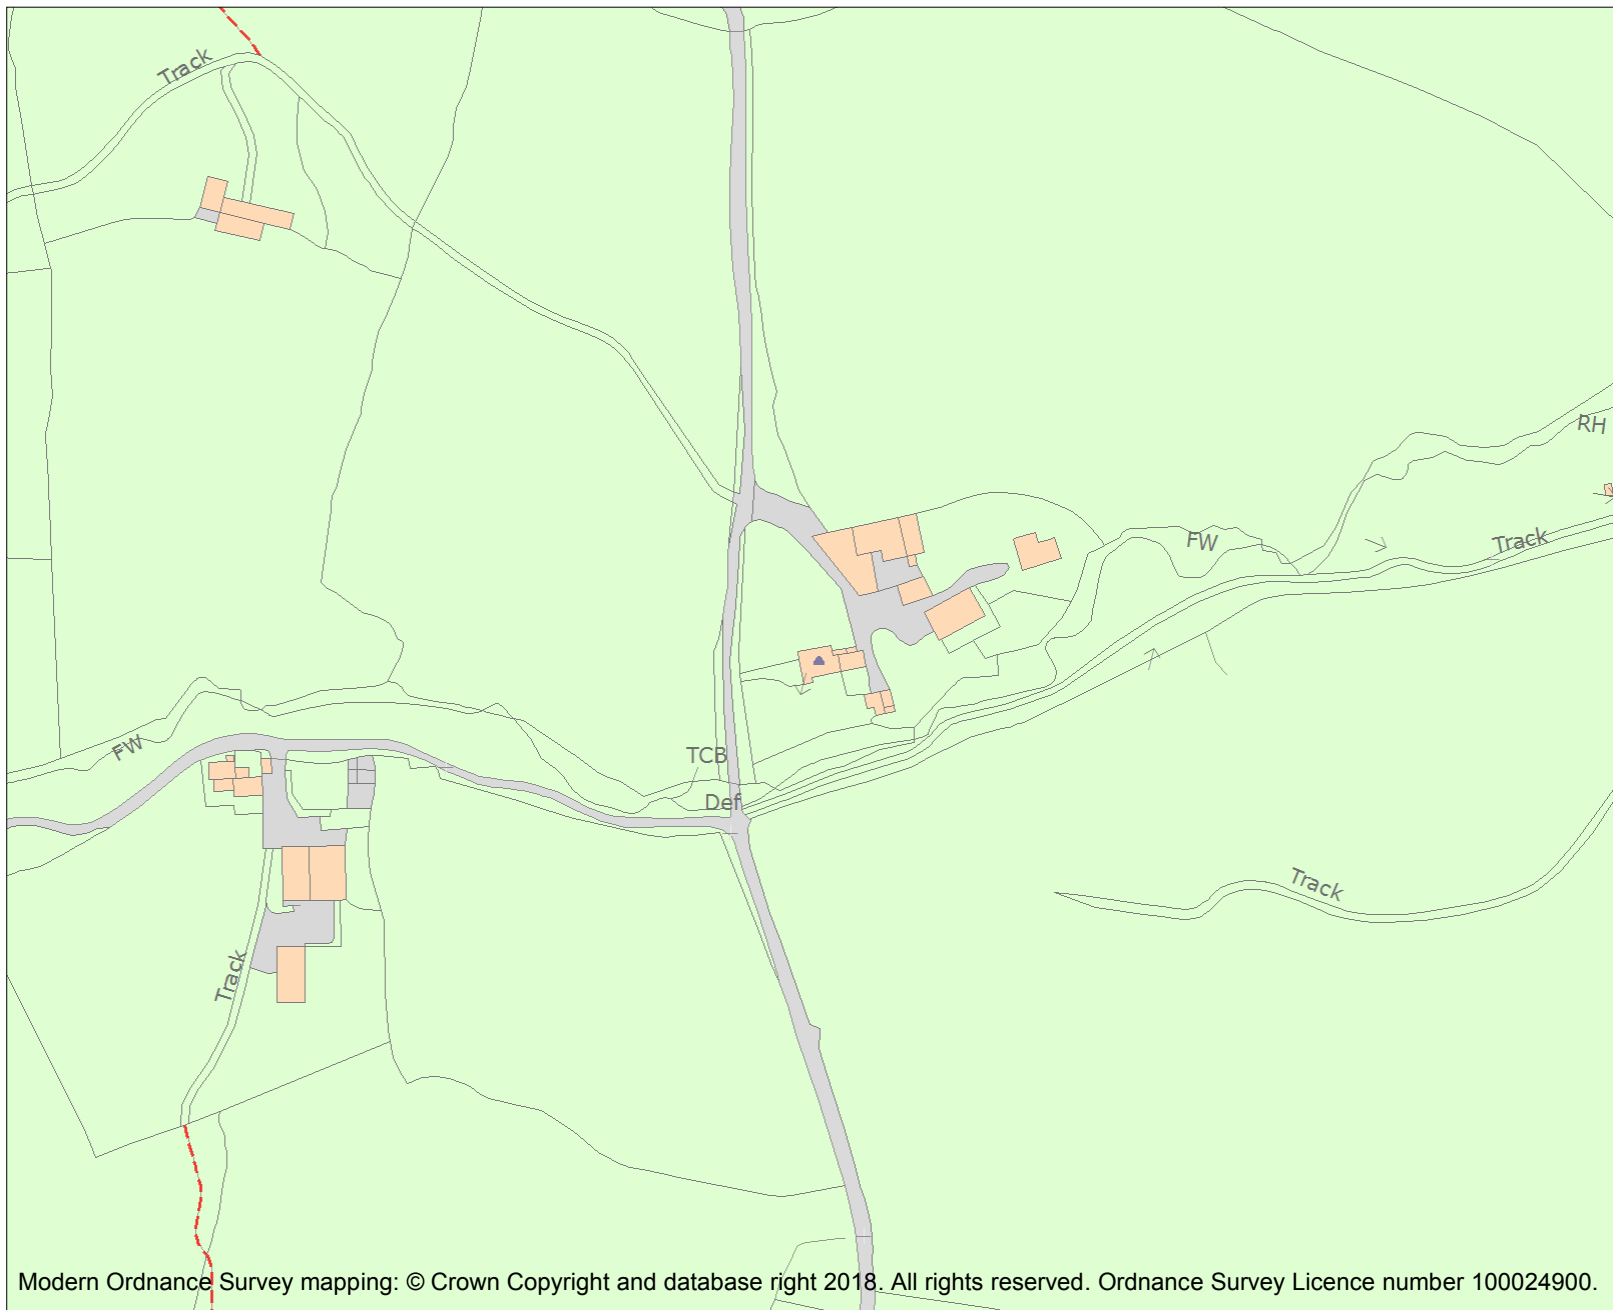 Track
RH
FW
Track
TCB
FW
Def
Track
Track
Modern Ordnance Survey mapping: © Crown Copyright and database right 2018. All rights reserved. Ordnance Survey Licence number 100024900.